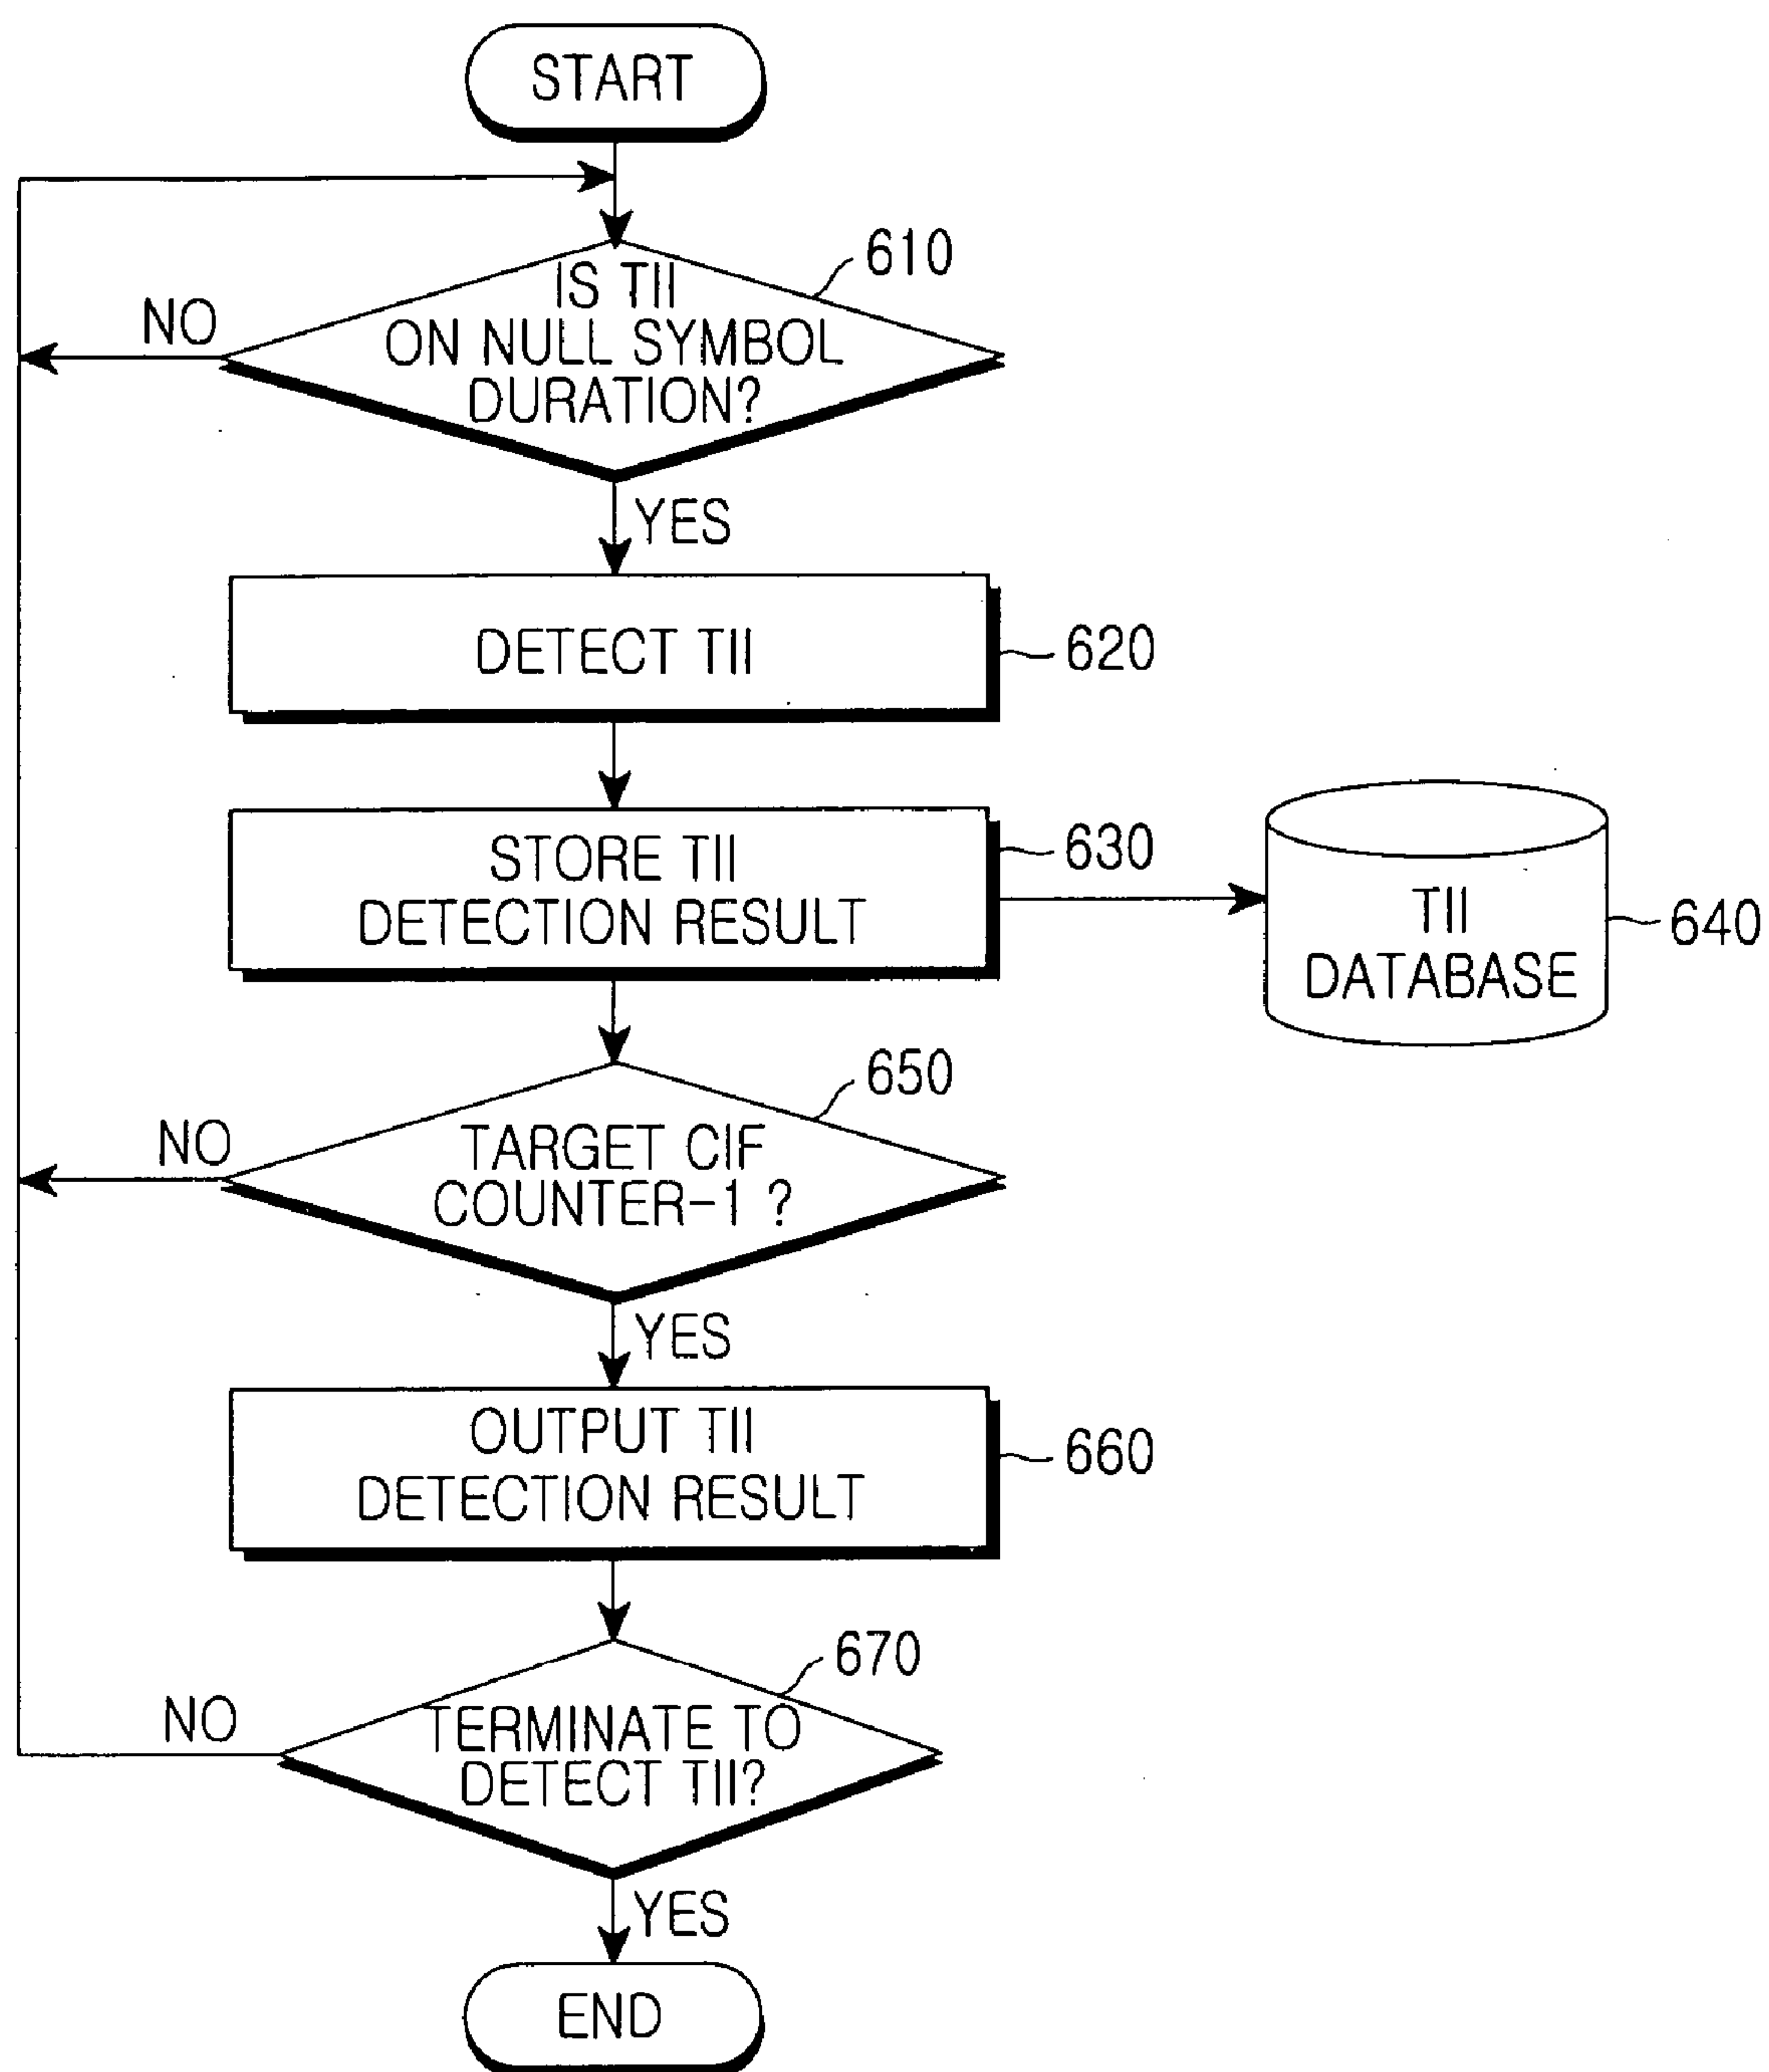 START
610
IS TII
ON NULL SYMBOL
DURATION?
NO
YES
DETECT TII
620
STORE TII
DETECTION RESULT
630
TII
DATABASE
640
650
TARGET CIF
COUNTER-1 ?
NO
YES
OUTPUT TII
DETECTION RESULT
660
670
TERMINATE TO
DETECT TII?
NO
YES
END